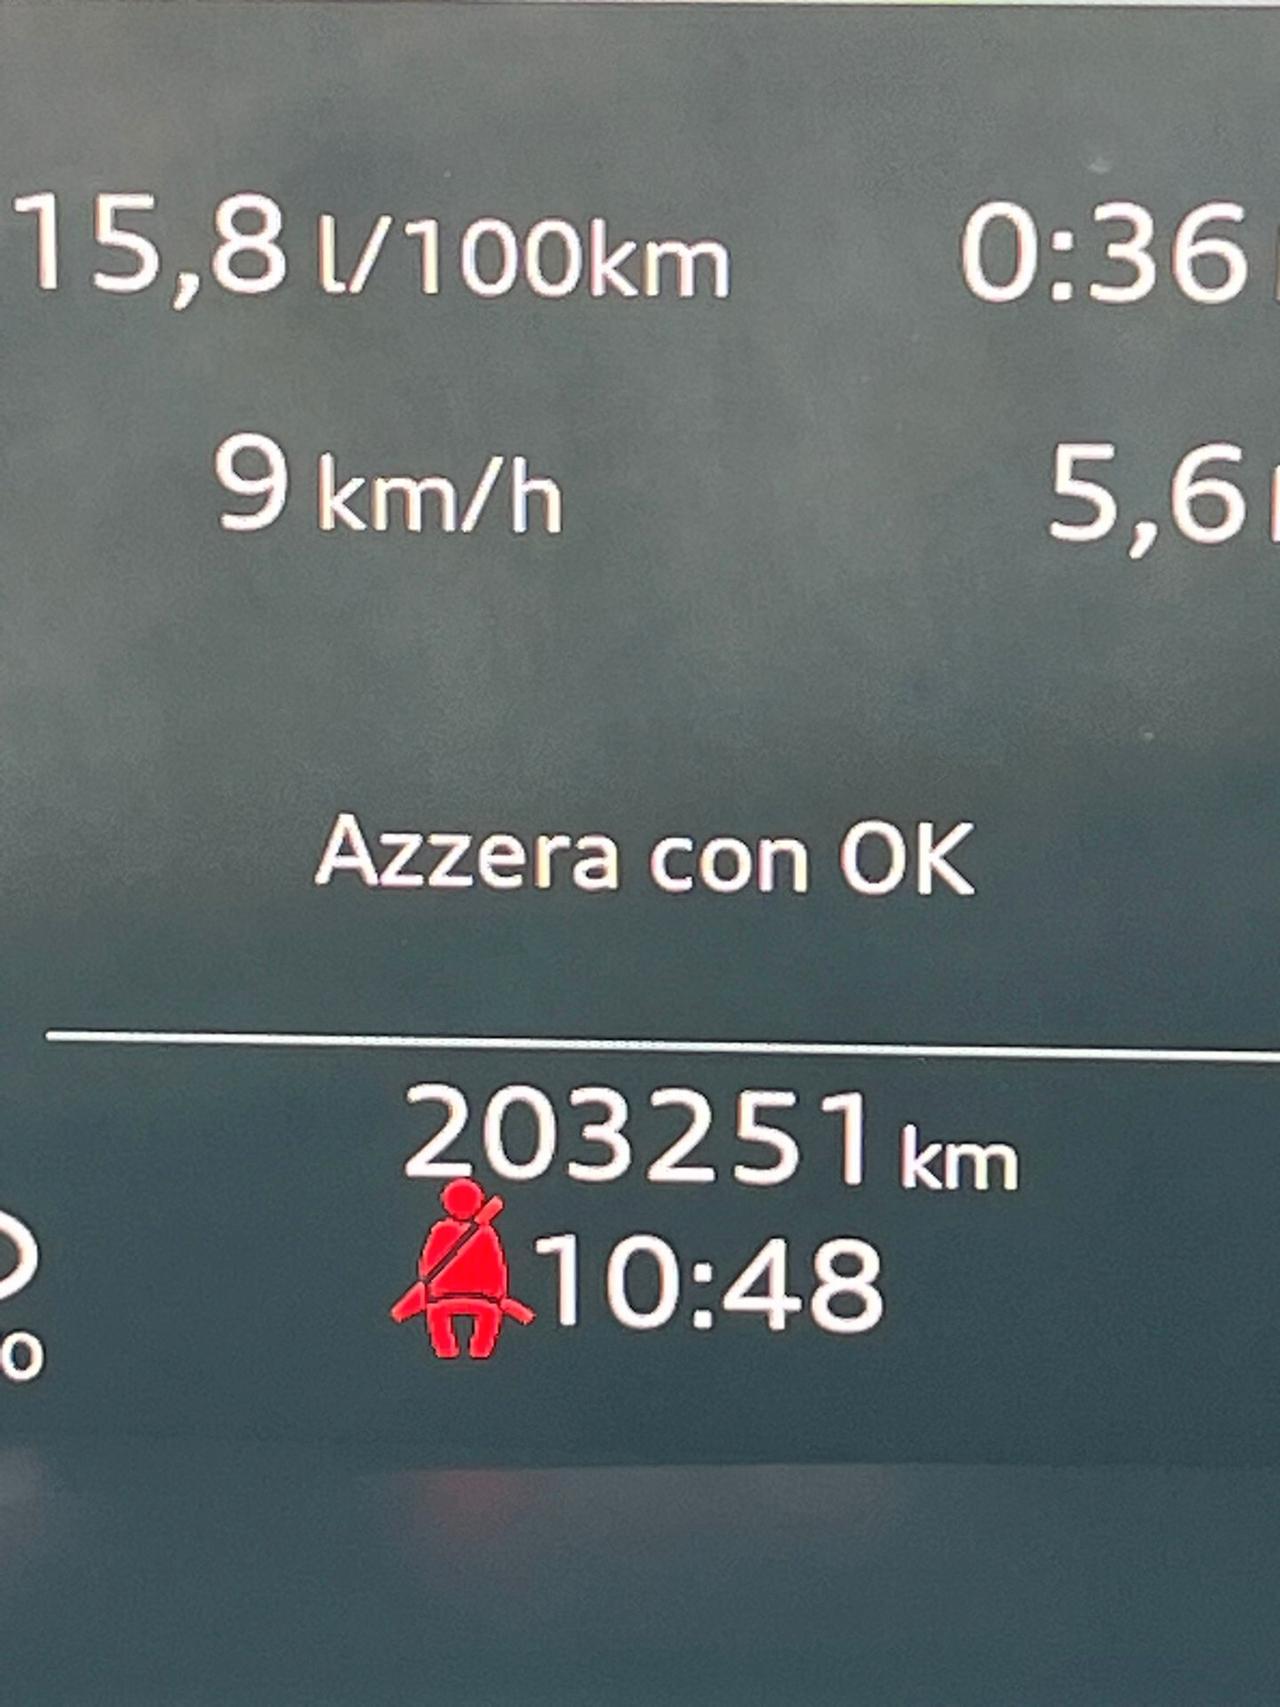 15,8 l/100km 0:36
9 km/h 5,6
Azzera con OK
203251 km
10:48